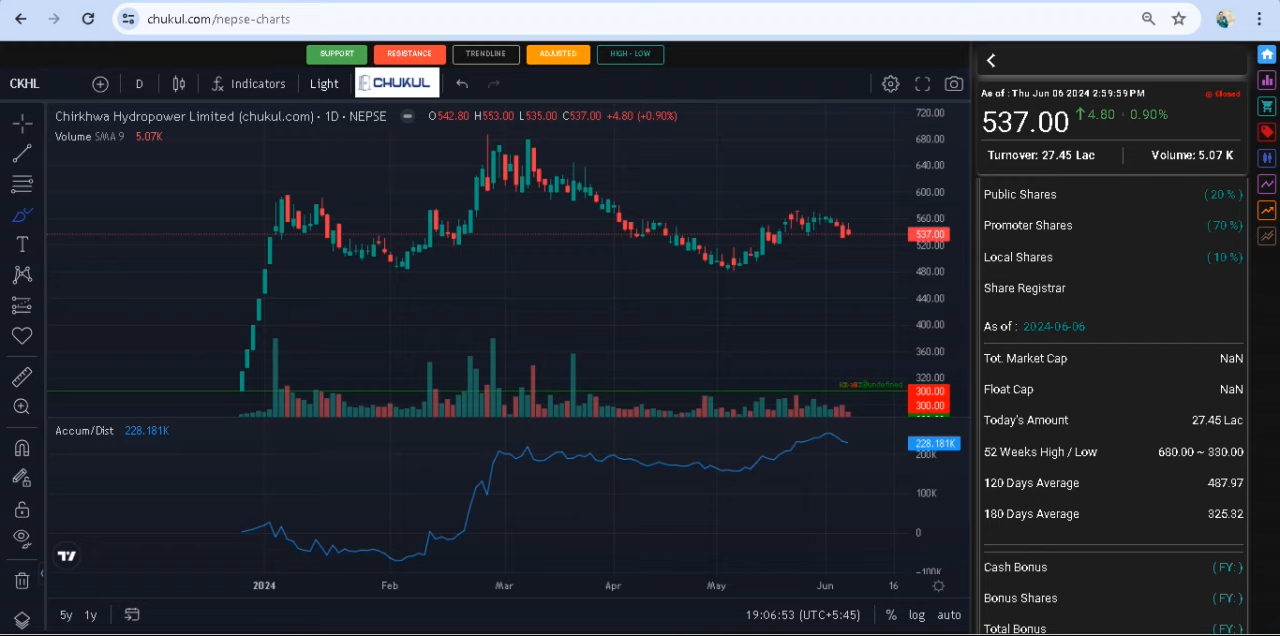 chukul.com/nepse-charts
SUPPORT RESISTANCE TRENDLINE ADJUSTED HIGH - LOW
CKHL D Indicators Light CHUKUL
Chirkhwa Hydropower Limited (chukul.com) · 1D · NEPSE O542.80 H553.00 L535.00 C537.00 +4.80 (+0.90%)
Volume SMA 9 5.07K
720.00
680.00
640.00
600.00
560.00
537.00
520.00
480.00
440.00
400.00
360.00
320.00
300.00
300.00
Accum/Dist 228.181K
228.181K
200K
100K
0
-100K
2024 Feb Mar Apr May Jun 16
5y 1y 19:06:53 (UTC+5:45) % log auto
As of : Thu Jun 06 2024 2:59:59 PM Closed
537.00 4.80 0.90%
Turnover: 27.45 Lac Volume: 5.07 K
Public Shares (20 %)
Promoter Shares (70 %)
Local Shares (10 %)
Share Registrar
As of : 2024-06-06
Tot. Market Cap NaN
Float Cap NaN
Today's Amount 27.45 Lac
52 Weeks High / Low 680.00 ~ 330.00
120 Days Average 487.97
180 Days Average 325.32
Cash Bonus (FY: )
Bonus Shares (FY: )
Total Bonus (FY: )